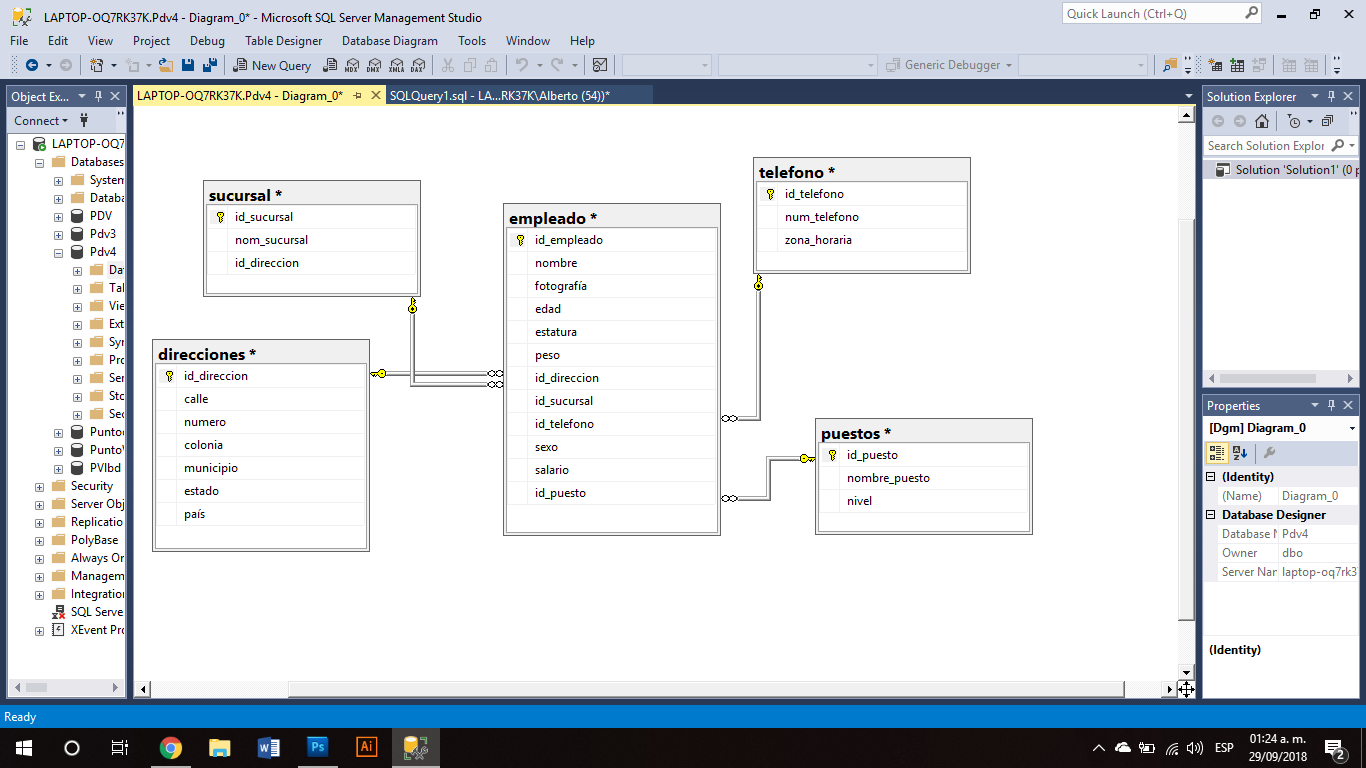 LAPTOP-OQ7RK37K.Pdv4 - Diagram_0* - Microsoft SQL Server Management Studio
Quick Launch (Ctrl+Q)
File Edit View Project Debug Table Designer Database Diagram Tools Window Help
New Query MDX DMX XMLA DAX Generic Debugger
Object Ex...
LAPTOP-OQ7RK37K.Pdv4 - Diagram_0*
SQLQuery1.sql - LA...RK37K\Alberto (54))*
Connect
LAPTOP-OQ7
Databases
System
Databa
PDV
Pdv3
Pdv4
Dat
Tal
Vie
Ext
Syr
Pro
Ser
Sto
Sec
Punto
PuntoV
PVlbd
Security
Server Obj
Replicatio
PolyBase
Always On
Managem
Integration
SQL Serve
XEvent Pro
sucursal *
id_sucursal
nom_sucursal
id_direccion
direcciones *
id_direccion
calle
numero
colonia
municipio
estado
país
empleado *
id_empleado
nombre
fotografía
edad
estatura
peso
id_direccion
id_sucursal
id_telefono
sexo
salario
id_puesto
telefono *
id_telefono
num_telefono
zona_horaria
puestos *
id_puesto
nombre_puesto
nivel
Solution Explorer
Search Solution Explor
Solution 'Solution1' (0 p
Properties
[Dgm] Diagram_0
(Identity)
(Name) Diagram_0
Database Designer
Database N Pdv4
Owner dbo
Server Nar laptop-oq7rk37
(Identity)
Ready
Ps
Ai
ESP
01:24 a. m.
29/09/2018
2